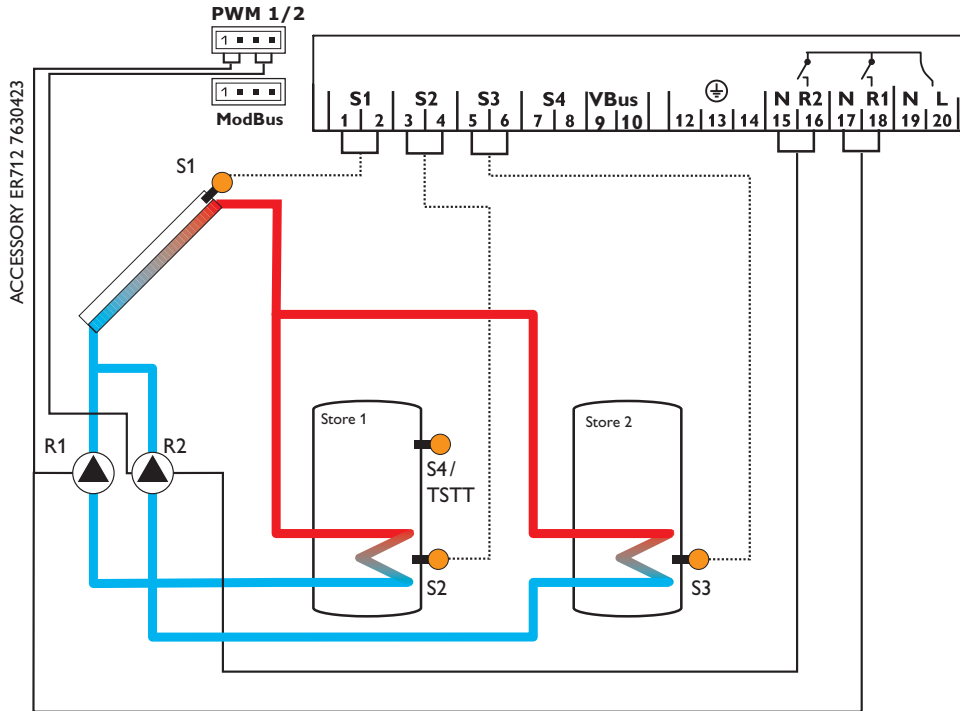 PWM 1/2
1
1
ModBus
ACCESSORY ER712 7630423
S1 S2 S3 S4 VBus N R2 N R1 N L
1 2 3 4 5 6 7 8 9 10 12 13 14 15 16 17 18 19 20
S1
Store 1
Store 2
R1
R2
S4/
TSTT
S2
S3